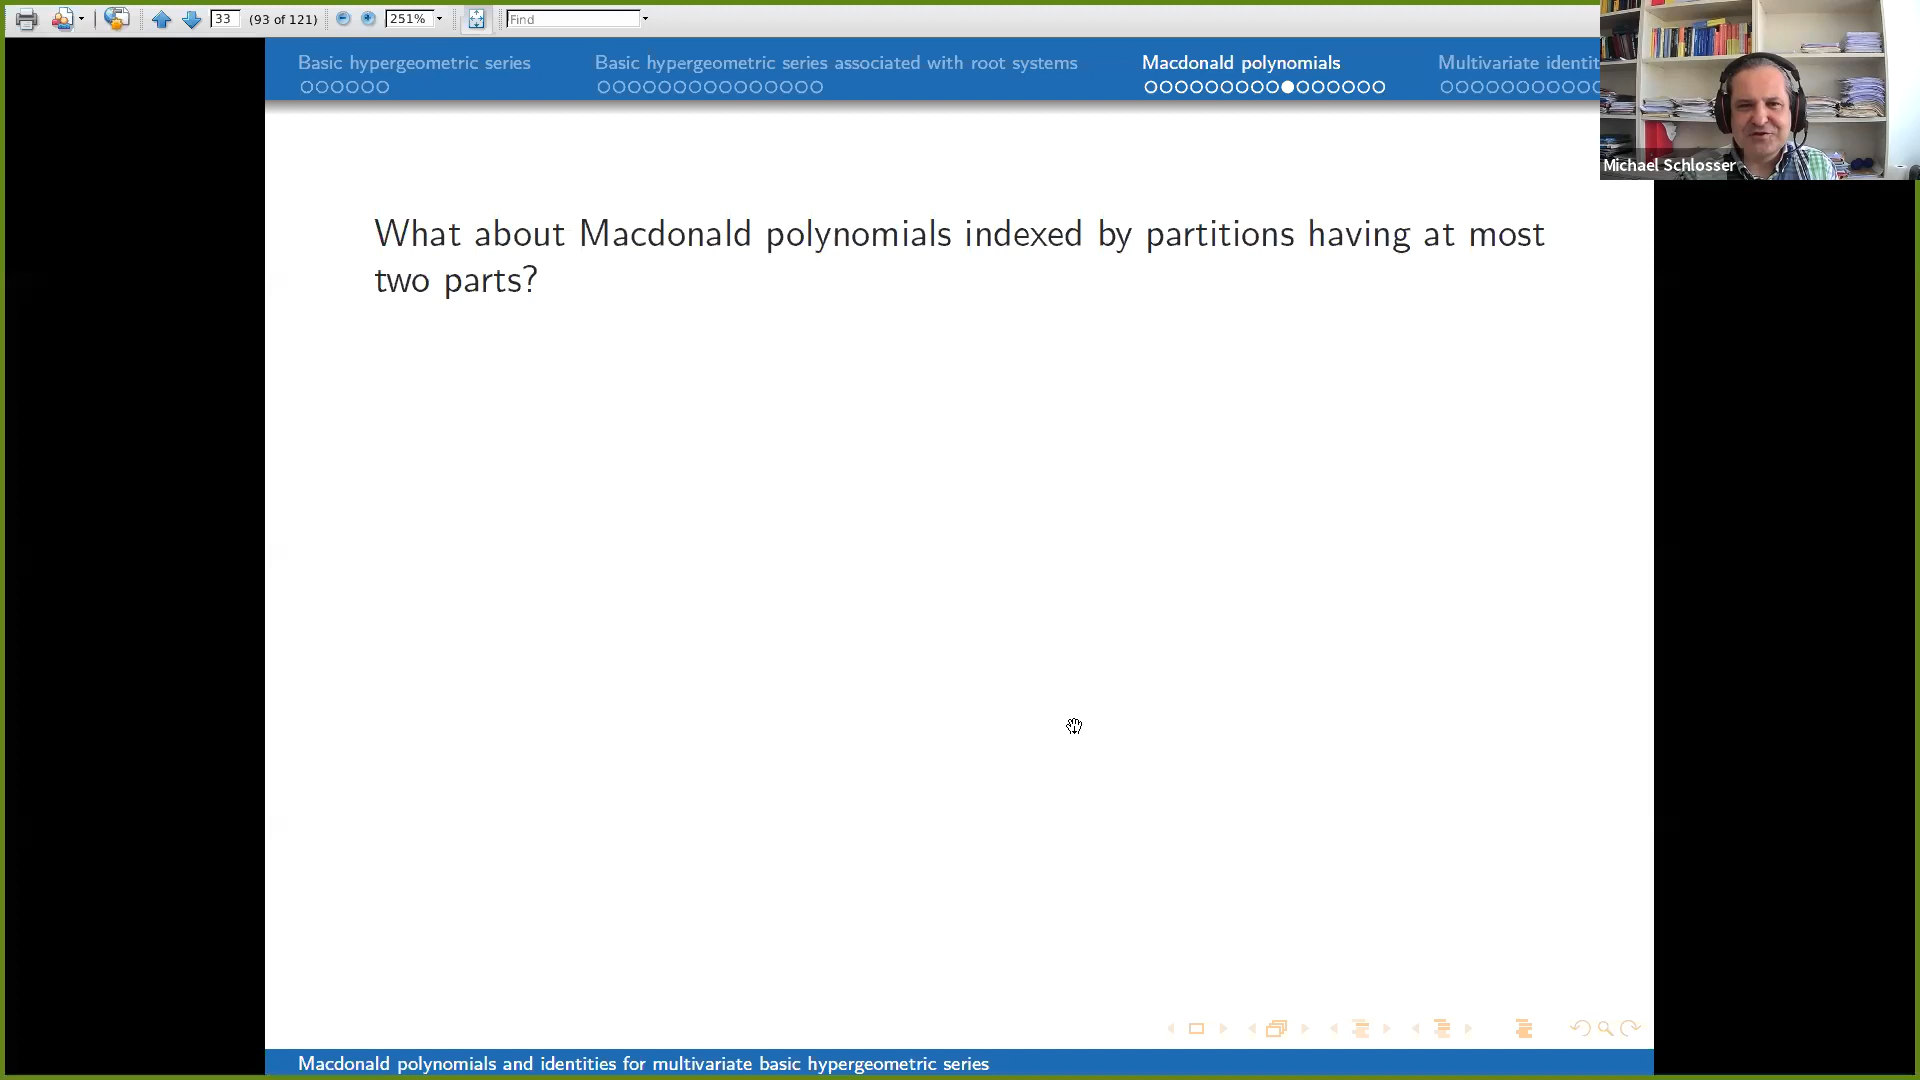 33 (93 of 121) 251% Find
Basic hypergeometric series Basic hypergeometric series associated with root systems Macdonald polynomials Multivariate identit
Michael Schlosser
What about Macdonald polynomials indexed by partitions having at most
two parts?
Macdonald polynomials and identities for multivariate basic hypergeometric series